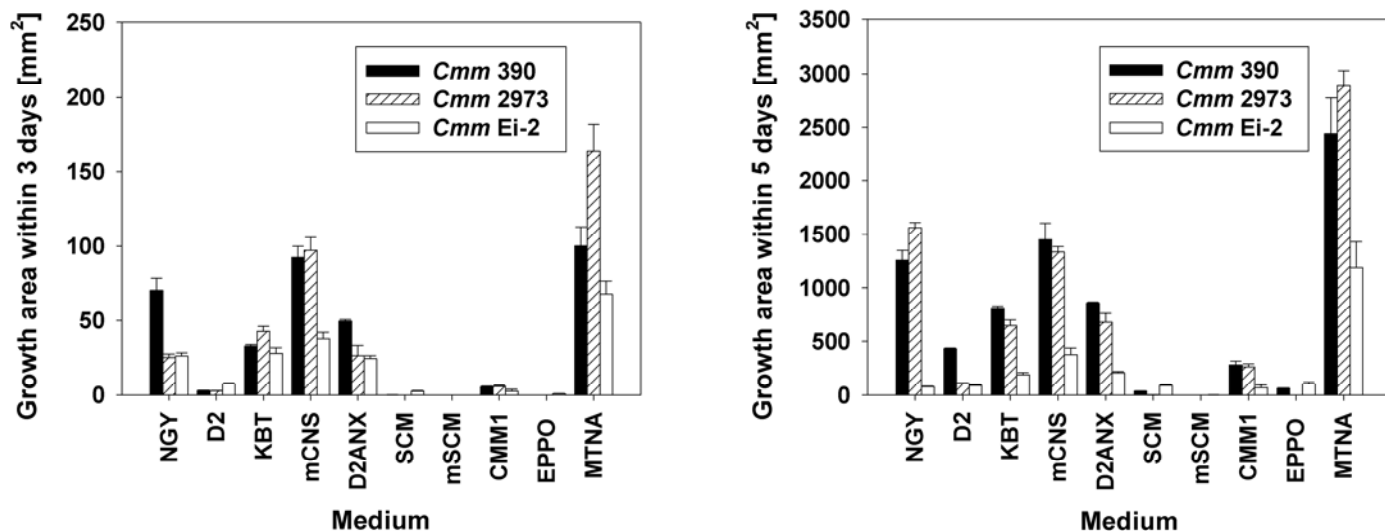 Growth area within 3 days [mm²]
250
200
150
100
50
0
Cmm 390
Cmm 2973
Cmm Ei-2
NGY
D2
KBT
mCNS
D2ANX
SCM
mSCM
CMM1
EPPO
MTNA
Medium
Growth area within 5 days [mm²]
3500
3000
2500
2000
1500
1000
500
0
Cmm 390
Cmm 2973
Cmm Ei-2
NGY
D2
KBT
mCNS
D2ANX
SCM
mSCM
CMM1
EPPO
MTNA
Medium